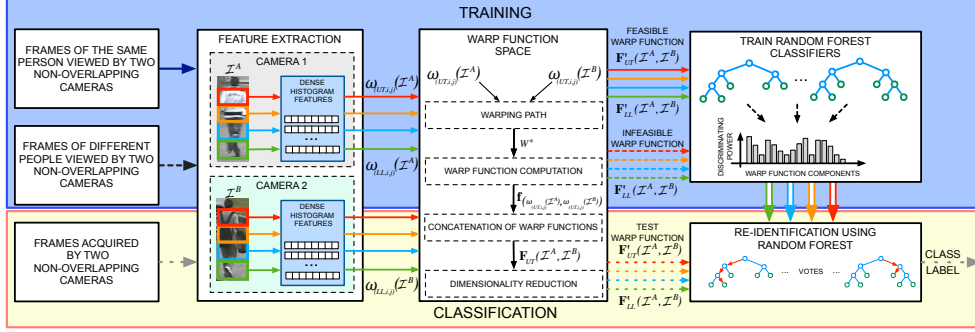 TRAINING
FRAMES OF THE SAME
PERSON VIEWED BY TWO
NON-OVERLAPPING
CAMERAS
FRAMES OF DIFFERENT
PEOPLE VIEWED BY TWO
NON-OVERLAPPING
CAMERAS
FRAMES ACQUIRED
BY TWO
NON-OVERLAPPING
CAMERAS
FEATURE EXTRACTION
CAMERA 1
I^A
DENSE
HISTOGRAM
FEATURES
...
CAMERA 2
I^B
DENSE
HISTOGRAM
FEATURES
...
ω_(UT,i,j)(I^A)
ω_(LL,i,j)(I^A)
ω_(UT,i,j)(I^B)
ω_(LL,i,j)(I^B)
WARP FUNCTION
SPACE
ω_(UT,i,j)(I^A) ω_(UT,i,j)(I^B)
WARPING PATH
W*
WARP FUNCTION COMPUTATION
f(ω_(UT,i,j)(I^A), ω_(UT,i,j)(I^B))
CONCATENATION OF WARP FUNCTIONS
F_UT(I^A, I^B)
DIMENSIONALITY REDUCTION
FEASIBLE
WARP FUNCTION
F'_UT(I^A, I^B)
F'_LL(I^A, I^B)
INFEASIBLE
WARP FUNCTION
F'_LL(I^A, I^B)
TEST
WARP FUNCTION
F'_UT(I^A, I^B)
F'_LL(I^A, I^B)
TRAIN RANDOM FOREST
CLASSIFIERS
...
DISCRIMINATING
POWER
WARP FUNCTION COMPONENTS
RE-IDENTIFICATION USING
RANDOM FOREST
... VOTES ...
CLASS
LABEL
CLASSIFICATION